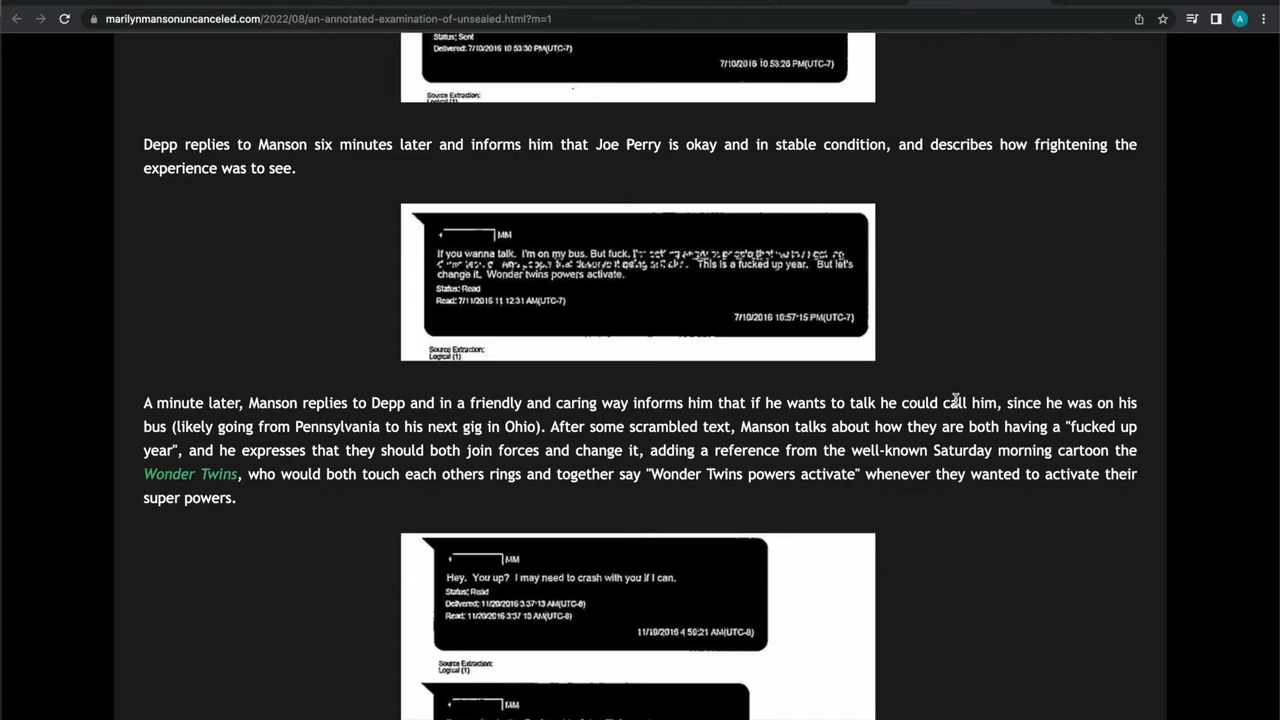 marilynmansonuncanceled.com/2022/08/an-annotated-examination-of-unsealed.html?m=1
A
Status: Sent
Delivered: 7/10/2016 10 53:30 PM(UTC-7)
7/10/2016 10 53:26 PM(UTC-7)
Source Extraction:
Logical (1)
Depp replies to Manson six minutes later and informs him that Joe Perry is okay and in stable condition, and describes how frightening the
experience was to see.
MM
If you wanna talk. I'm on my bus. But fuck.
This is a fucked up year. But let's
change it. Wonder twins powers activate.
Status: Read
Read: 7/11/2016 11 12:31 AM(UTC-7)
7/10/2016 10:57:15 PM(UTC-7)
Source Extraction:
Logical (1)
A minute later, Manson replies to Depp and in a friendly and caring way informs him that if he wants to talk he could call him, since he was on his
bus (likely going from Pennsylvania to his next gig in Ohio). After some scrambled text, Manson talks about how they are both having a "fucked up
year", and he expresses that they should both join forces and change it, adding a reference from the well-known Saturday morning cartoon the
Wonder Twins, who would both touch each others rings and together say "Wonder Twins powers activate" whenever they wanted to activate their
super powers.
MM
Hey. You up? I may need to crash with you if I can.
Status: Read
Delivered: 11/20/2016 3:37:13 AM(UTC-8)
Read: 11/20/2016 3:37 18 AM(UTC-8)
11/19/2016 4 59:21 AM(UTC-8)
Source Extraction:
Logical (1)
MM